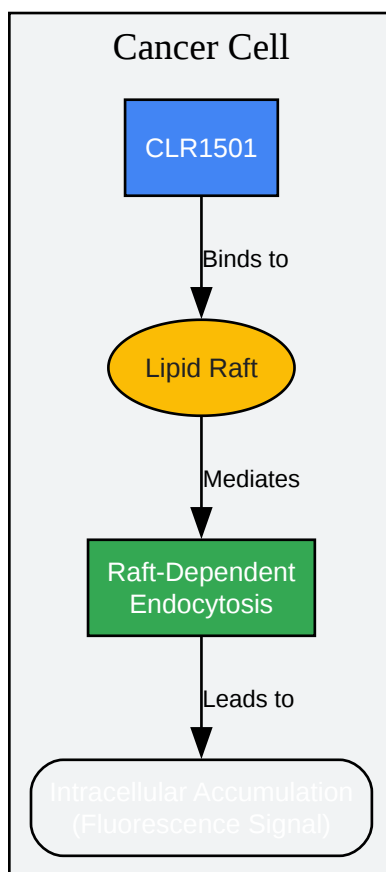 Cancer Cell
CLR1501
Binds to
Lipid Raft
Mediates
Raft-Dependent
Endocytosis
Leads to
Intracellular Accumulation
(Fluorescence Signal)